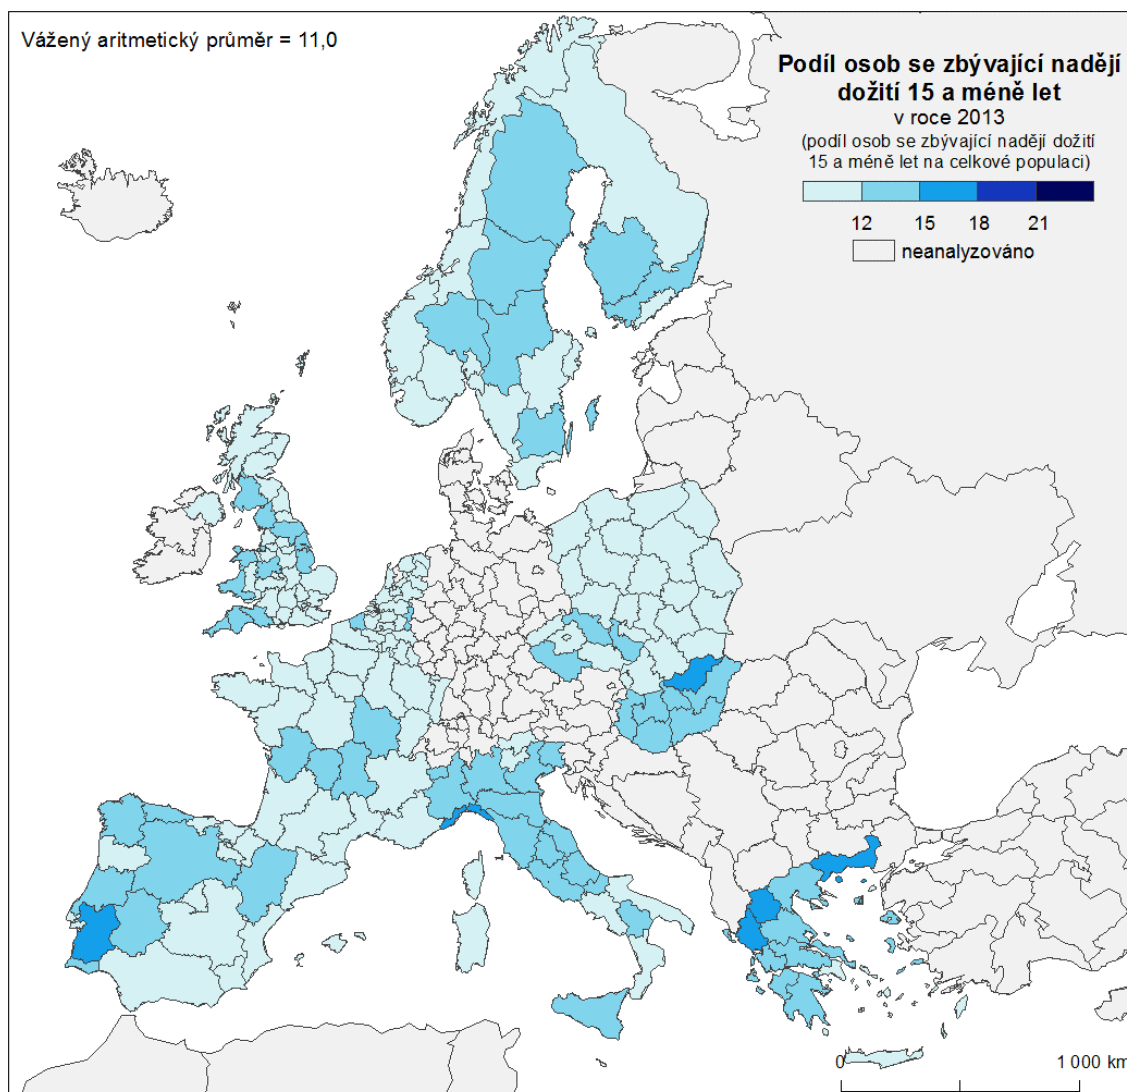 Vážený aritmetický průměr = 11,0
Podíl osob se zbývající nadějí
dožití 15 a méně let
v roce 2013
(podíl osob se zbývající nadějí dožití
15 a méně let na celkové populaci)
12 15 18 21
neanalyzováno
0 1 000 km